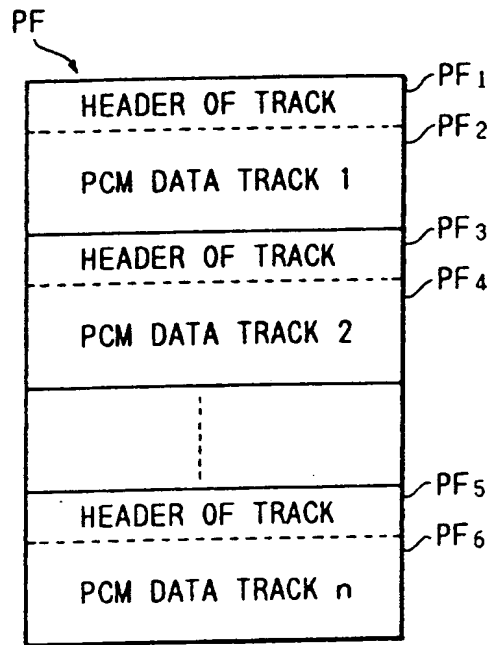 PF
HEADER OF TRACK PF1
PF2
PCM DATA TRACK 1
HEADER OF TRACK PF3
PF4
PCM DATA TRACK 2
HEADER OF TRACK PF5
PF6
PCM DATA TRACK n